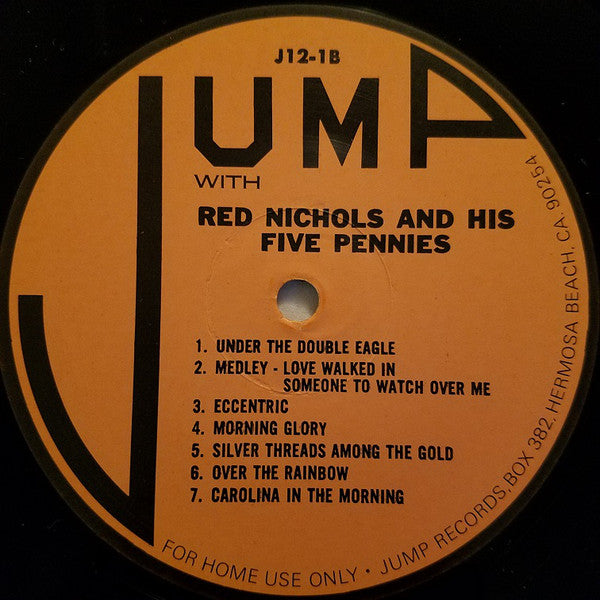 J12-1B
JUMP
WITH
RED NICHOLS AND HIS
FIVE PENNIES
1. UNDER THE DOUBLE EAGLE
2. MEDLEY - LOVE WALKED IN
SOMEONE TO WATCH OVER ME
3. ECCENTRIC
4. MORNING GLORY
5. SILVER THREADS AMONG THE GOLD
6. OVER THE RAINBOW
7. CAROLINA IN THE MORNING
FOR HOME USE ONLY • JUMP RECORDS, BOX 382, HERMOSA BEACH, CA. 90254